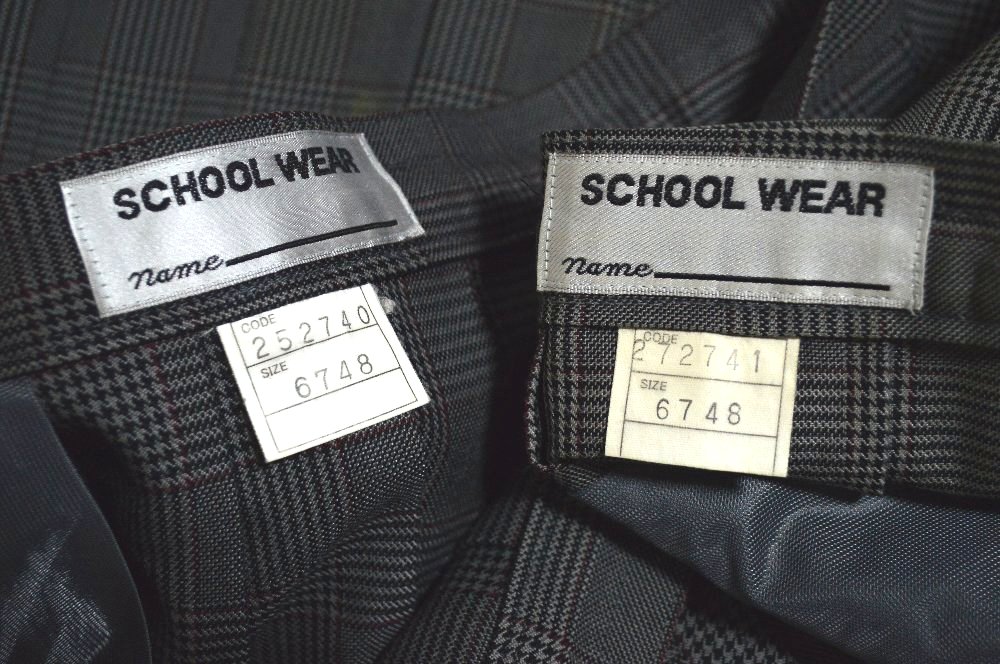 SCHOOL WEAR
name
CODE
252740
SIZE
6748
SCHOOL WEAR
name
CODE
272741
SIZE
6748